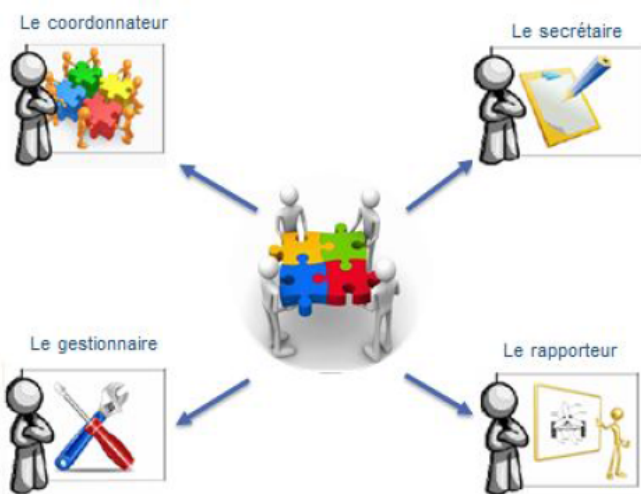 Le coordonnateur
Le secrétaire
Le gestionnaire
Le rapporteur